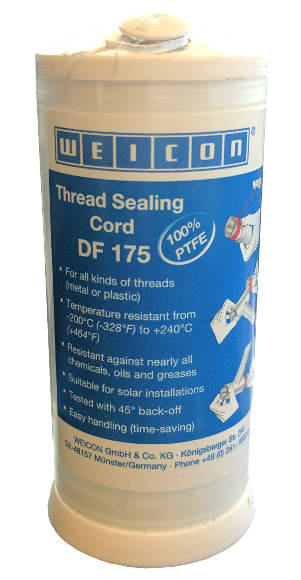 WEICON®
Thread Sealing
Cord
DF 175
100%
PTFE
• For all kinds of threads
(metal or plastic)
• Temperature resistant from
-200°C (-328°F) to +240°C
(+464°F)
• Resistant against nearly all
chemicals, oils and greases
• Suitable for solar installations
• Tested with 45° back-off
• Easy handling (time-saving)
WEICON GmbH & Co. KG · Königsberger Str.
DE-48157 Münster/Germany · Phone +49 (0) 251 /